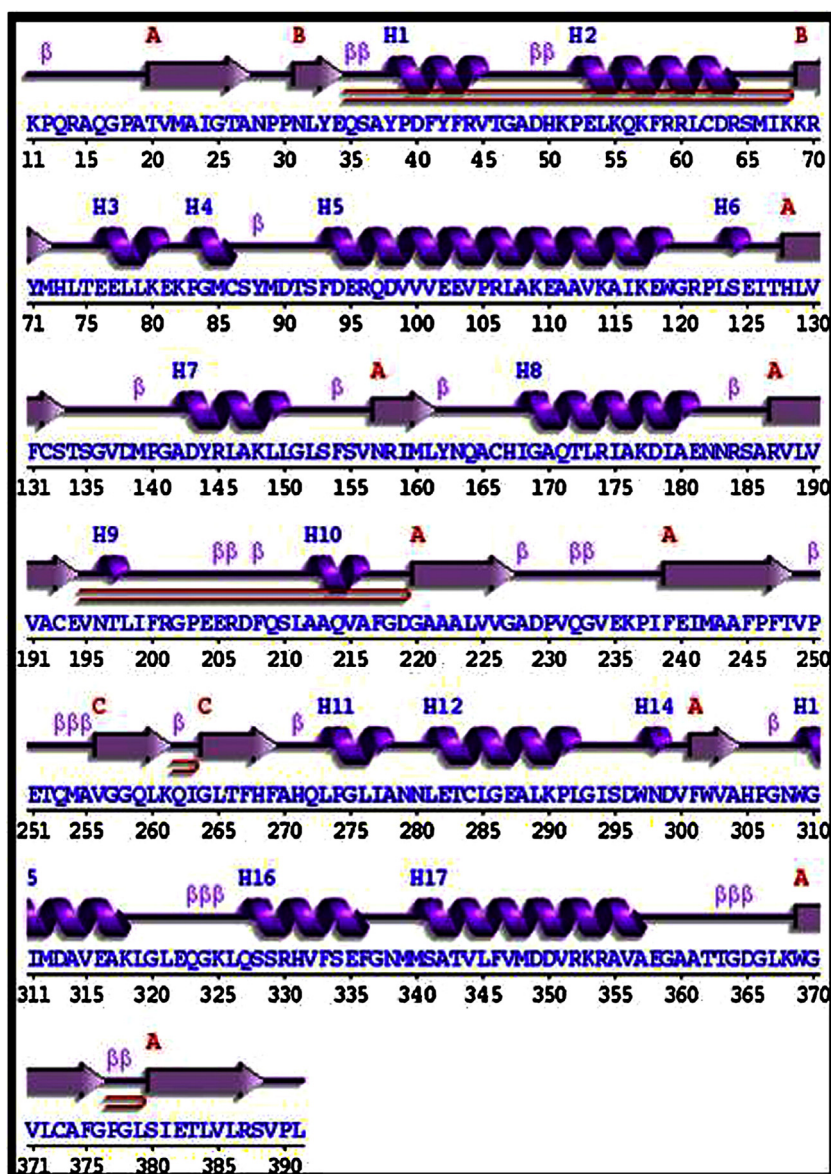 β A B ββ H1 ββ H2 B
KPQRAQGPATVMAIGTANPPNLYEQSAYPDFYFRVTGADHKPELKQKFRRLCDRSMIKKR
11 15 20 25 30 35 40 45 50 55 60 65 70
H3 H4 β H5 H6 A
YMHLTEELLKEKPGMCSYMDTSFDERQDVVVEEVPRLAKEAAVKAIKEWGRPLSEITHLV
71 75 80 85 90 95 100 105 110 115 120 125 130
β H7 β A β H8 β A
FCSTSGVDMPGADYRLAKLLGLSFSVNRIMLYNQACHIGAQTLRIAKDIAENNRSARVLV
131 135 140 145 150 155 160 165 170 175 180 185 190
H9 ββ β H10 A β ββ A β
VACEVNTLIFRGPEERDFQSLAAQVAFGDGAAALVVGADPVQGVEKPIFEIMAAFPFTVP
191 195 200 205 210 215 220 225 230 235 240 245 250
βββ C β C β H11 H12 H14 A β H1
ETQMAVGGQLKQIGLTFHFAHQLPGLIANNLETCLGEALKPLGISDWNDVFWVAHPGNWG
251 255 260 265 270 275 280 285 290 295 300 305 310
5 βββ H16 H17 βββ A
IMDAVEAKLGLEQGKLQSSRHVFSEFGNMMSATVLFVMDDVRKRAVAEGAATTGDGLKWG
311 315 320 325 330 335 340 345 350 355 360 365 370
ββ A
VLCAFGPGLSIETLVLRSVPL
371 375 380 385 390